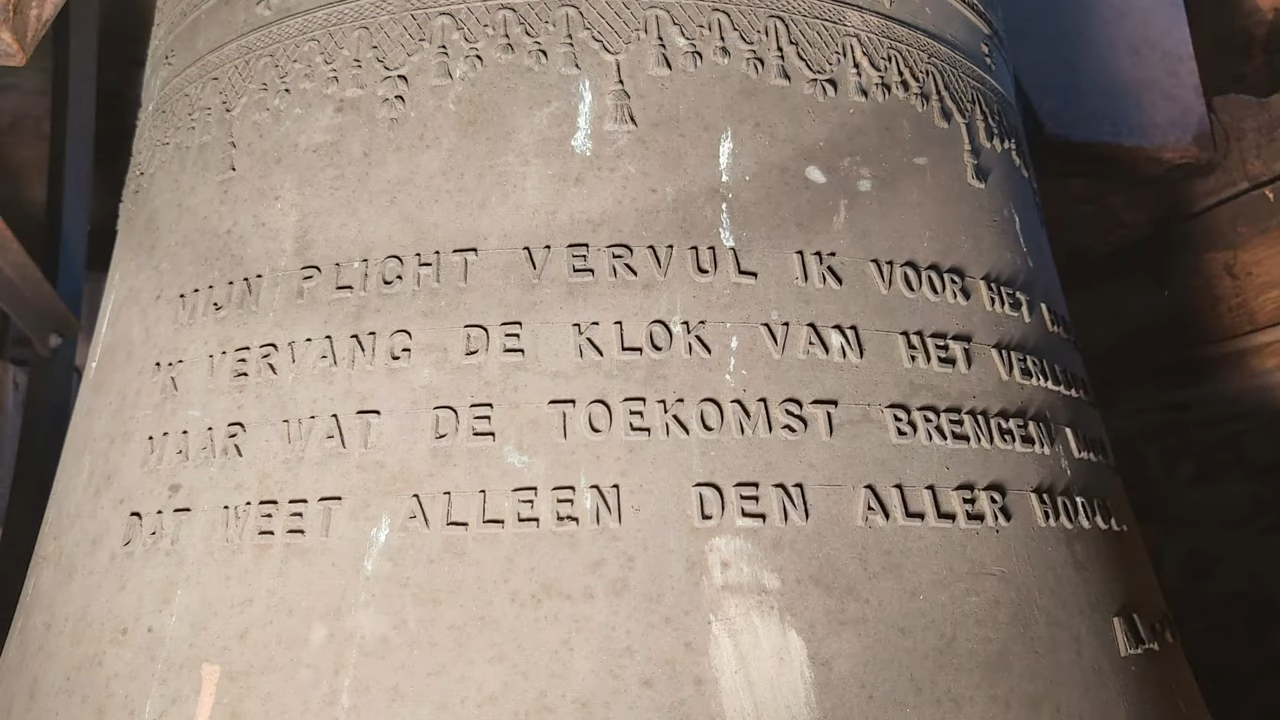 MIJN PLICHT VERVUL IK VOOR HET
'K VERVANG DE KLOK VAN HET
MAAR WAT DE TOEKOMST BRENGEN
DAT WEET ALLEEN DEN ALLER